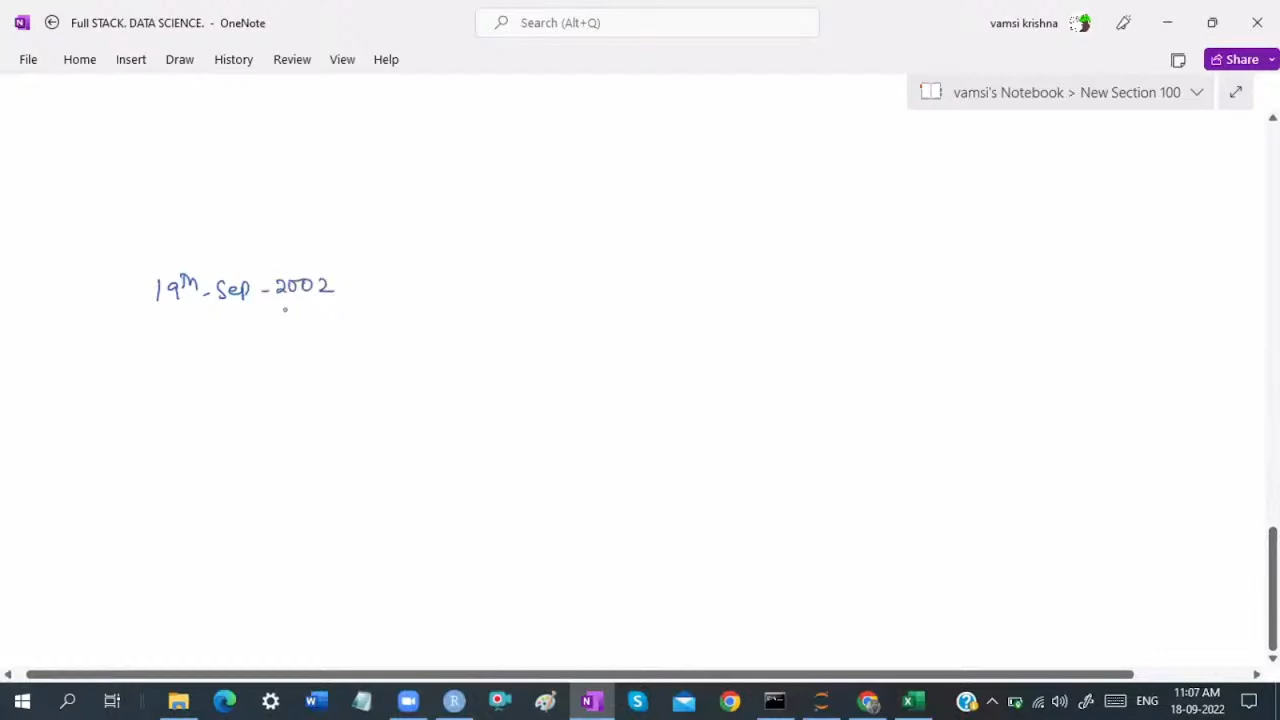 Full STACK. DATA SCIENCE. - OneNote
Search (Alt+Q)
vamsi krishna
File Home Insert Draw History Review View Help
Share
vamsi's Notebook > New Section 100
19th - Sep - 2002
ENG
11:07 AM
18-09-2022